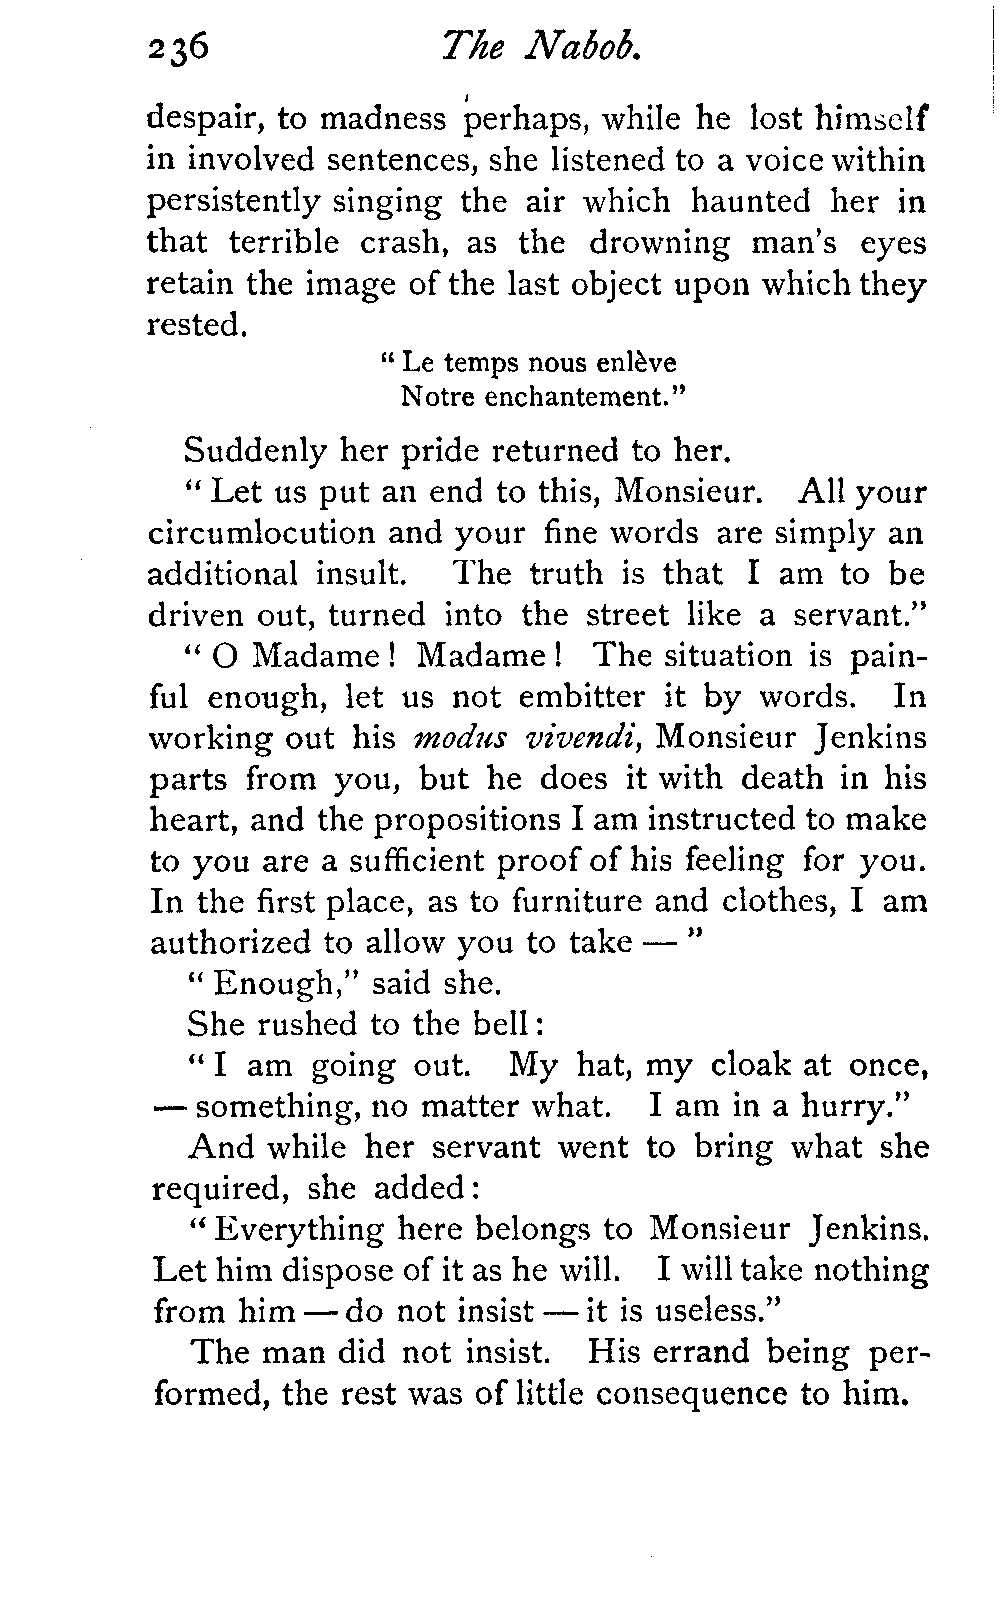 236 The Nabob.
despair, to madness perhaps, while he lost himself
in involved sentences, she listened to a voice within
persistently singing the air which haunted her in
that terrible crash, as the drowning man's eyes
retain the image of the last object upon which they
rested.
" Le temps nous enlève
Notre enchantement."
Suddenly her pride returned to her.
" Let us put an end to this, Monsieur. All your
circumlocution and your fine words are simply an
additional insult. The truth is that I am to be
driven out, turned into the street like a servant."
" O Madame ! Madame ! The situation is pain-
ful enough, let us not embitter it by words. In
working out his modus vivendi, Monsieur Jenkins
parts from you, but he does it with death in his
heart, and the propositions I am instructed to make
to you are a sufficient proof of his feeling for you.
In the first place, as to furniture and clothes, I am
authorized to allow you to take — "
" Enough," said she.
She rushed to the bell :
" I am going out. My hat, my cloak at once,
— something, no matter what. I am in a hurry."
And while her servant went to bring what she
required, she added :
" Everything here belongs to Monsieur Jenkins.
Let him dispose of it as he will. I will take nothing
from him — do not insist — it is useless."
The man did not insist. His errand being per-
formed, the rest was of little consequence to him.